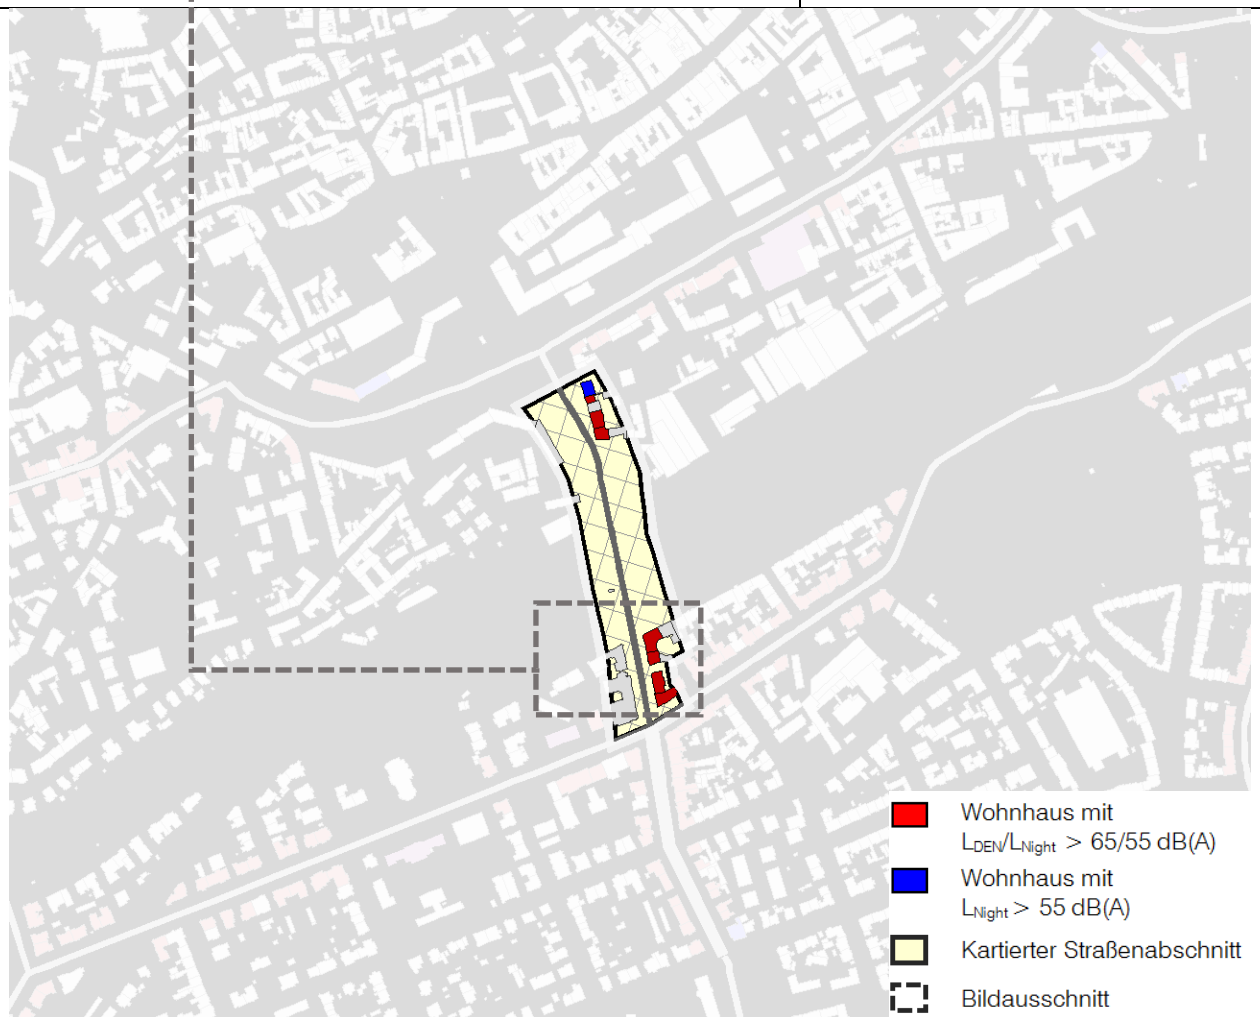 Wohnhaus mit
LDEN/LNight > 65/55 dB(A)
Wohnhaus mit
LNight > 55 dB(A)
Kartierter Straßenabschnitt
Bildausschnitt